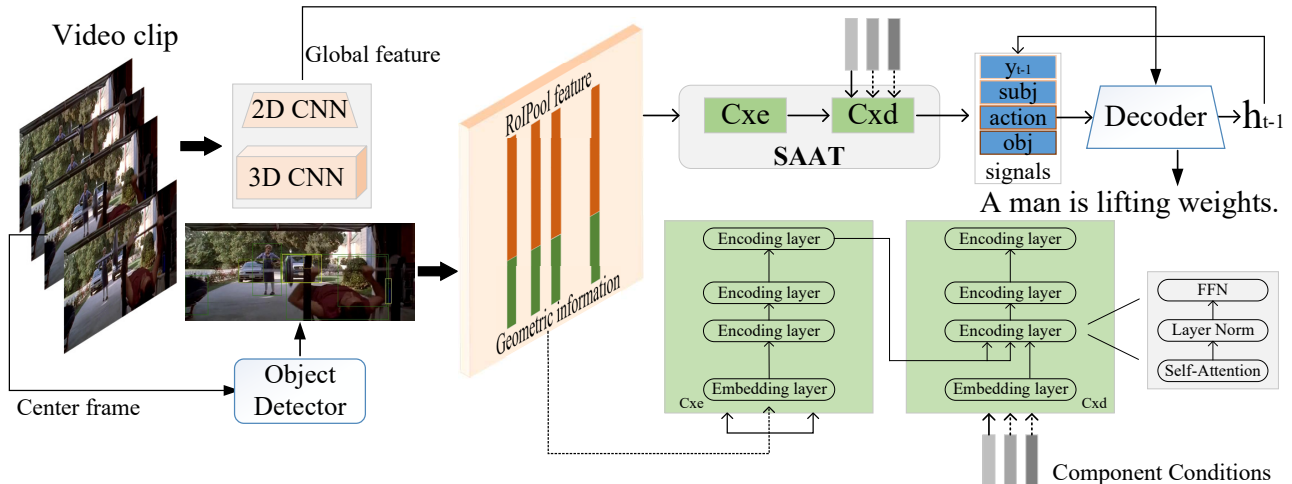 Video clip
Global feature
2D CNN
3D CNN
Center frame
Object
Detector
RoIPool feature
Geometric information
Cxe
Cxd
SAAT
yt-1
subj
action
obj
signals
Decoder
ht-1
A man is lifting weights.
Encoding layer
Encoding layer
Encoding layer
Embedding layer
Cxe
Encoding layer
Encoding layer
Encoding layer
Embedding layer
Cxd
FFN
Layer Norm
Self-Attention
Component Conditions